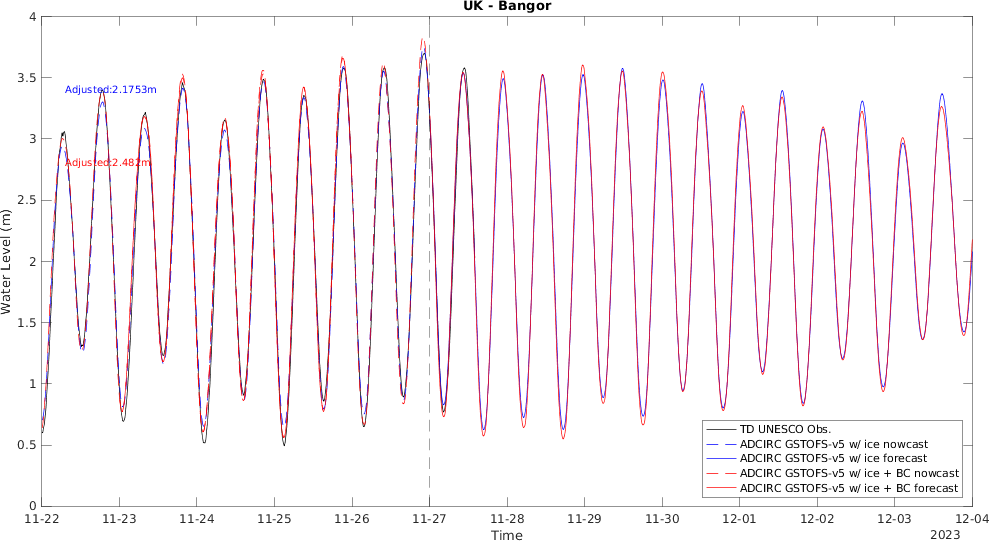 UK - Bangor
4
3.5
3
2.5
2
1.5
1
0.5
0
Water Level (m)
Adjusted:2.1753m
Adjusted:2.482m
TD UNESCO Obs.
ADCIRC GSTOFS-v5 w/ ice nowcast
ADCIRC GSTOFS-v5 w/ ice forecast
ADCIRC GSTOFS-v5 w/ ice + BC nowcast
ADCIRC GSTOFS-v5 w/ ice + BC forecast
11-22 11-23 11-24 11-25 11-26 11-27 11-28 11-29 11-30 12-01 12-02 12-03 12-04
Time
2023